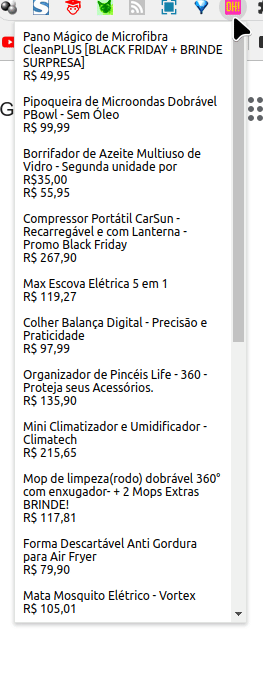 OH!
G
Pano Mágico de Microfibra
CleanPLUS [BLACK FRIDAY + BRINDE
SURPRESA]
R$ 49,95
Pipoqueira de Microondas Dobrável
PBowl - Sem Óleo
R$ 99,99
Borrifador de Azeite Multiuso de
Vidro - Segunda unidade por
R$35,00
R$ 55,95
Compressor Portátil CarSun -
Recarregável e com Lanterna -
Promo Black Friday
R$ 267,90
Max Escova Elétrica 5 em 1
R$ 119,27
Colher Balança Digital - Precisão e
Praticidade
R$ 97,99
Organizador de Pincéis Life - 360 -
Proteja seus Acessórios.
R$ 135,90
Mini Climatizador e Umidificador -
Climatech
R$ 215,65
Mop de limpeza(rodo) dobrável 360°
com enxugador- + 2 Mops Extras
BRINDE!
R$ 117,81
Forma Descartável Anti Gordura
para Air Fryer
R$ 79,90
Mata Mosquito Elétrico - Vortex
R$ 105,01